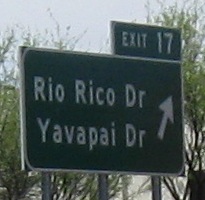 EXIT 17
Rio Rico Dr
Yavapai Dr